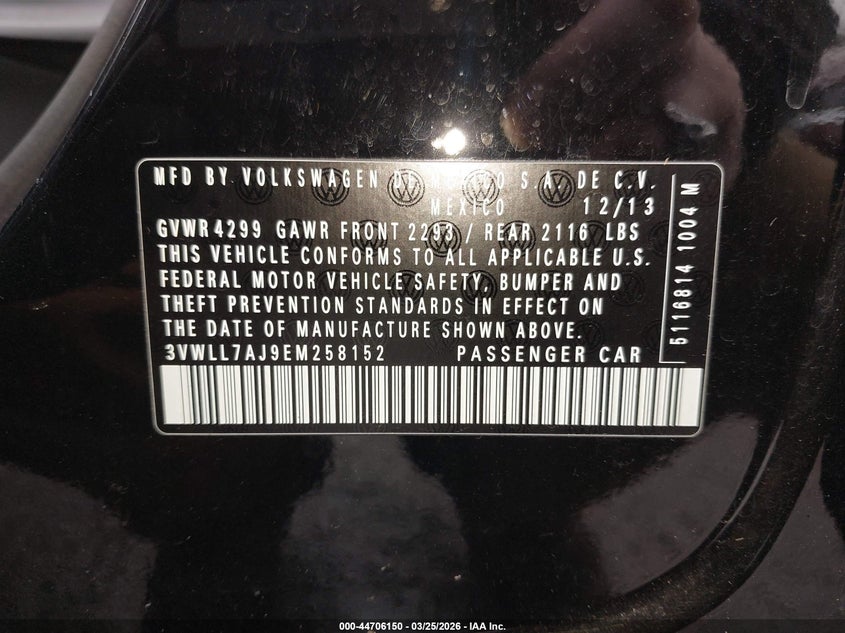 MFD BY VOLKSWAGEN DE MEXICO S.A. DE C.V.
MEXICO 12/13
GVWR 4299 GAWR FRONT 2293 / REAR 2116 LBS
THIS VEHICLE CONFORMS TO ALL APPLICABLE U.S.
FEDERAL MOTOR VEHICLE SAFETY, BUMPER AND
THEFT PREVENTION STANDARDS IN EFFECT ON
THE DATE OF MANUFACTURE SHOWN ABOVE.
3VWLL7AJ9EM258152 PASSENGER CAR
5116814 1004 M
000-44706150 — 03/25/2026 — IAA Inc.